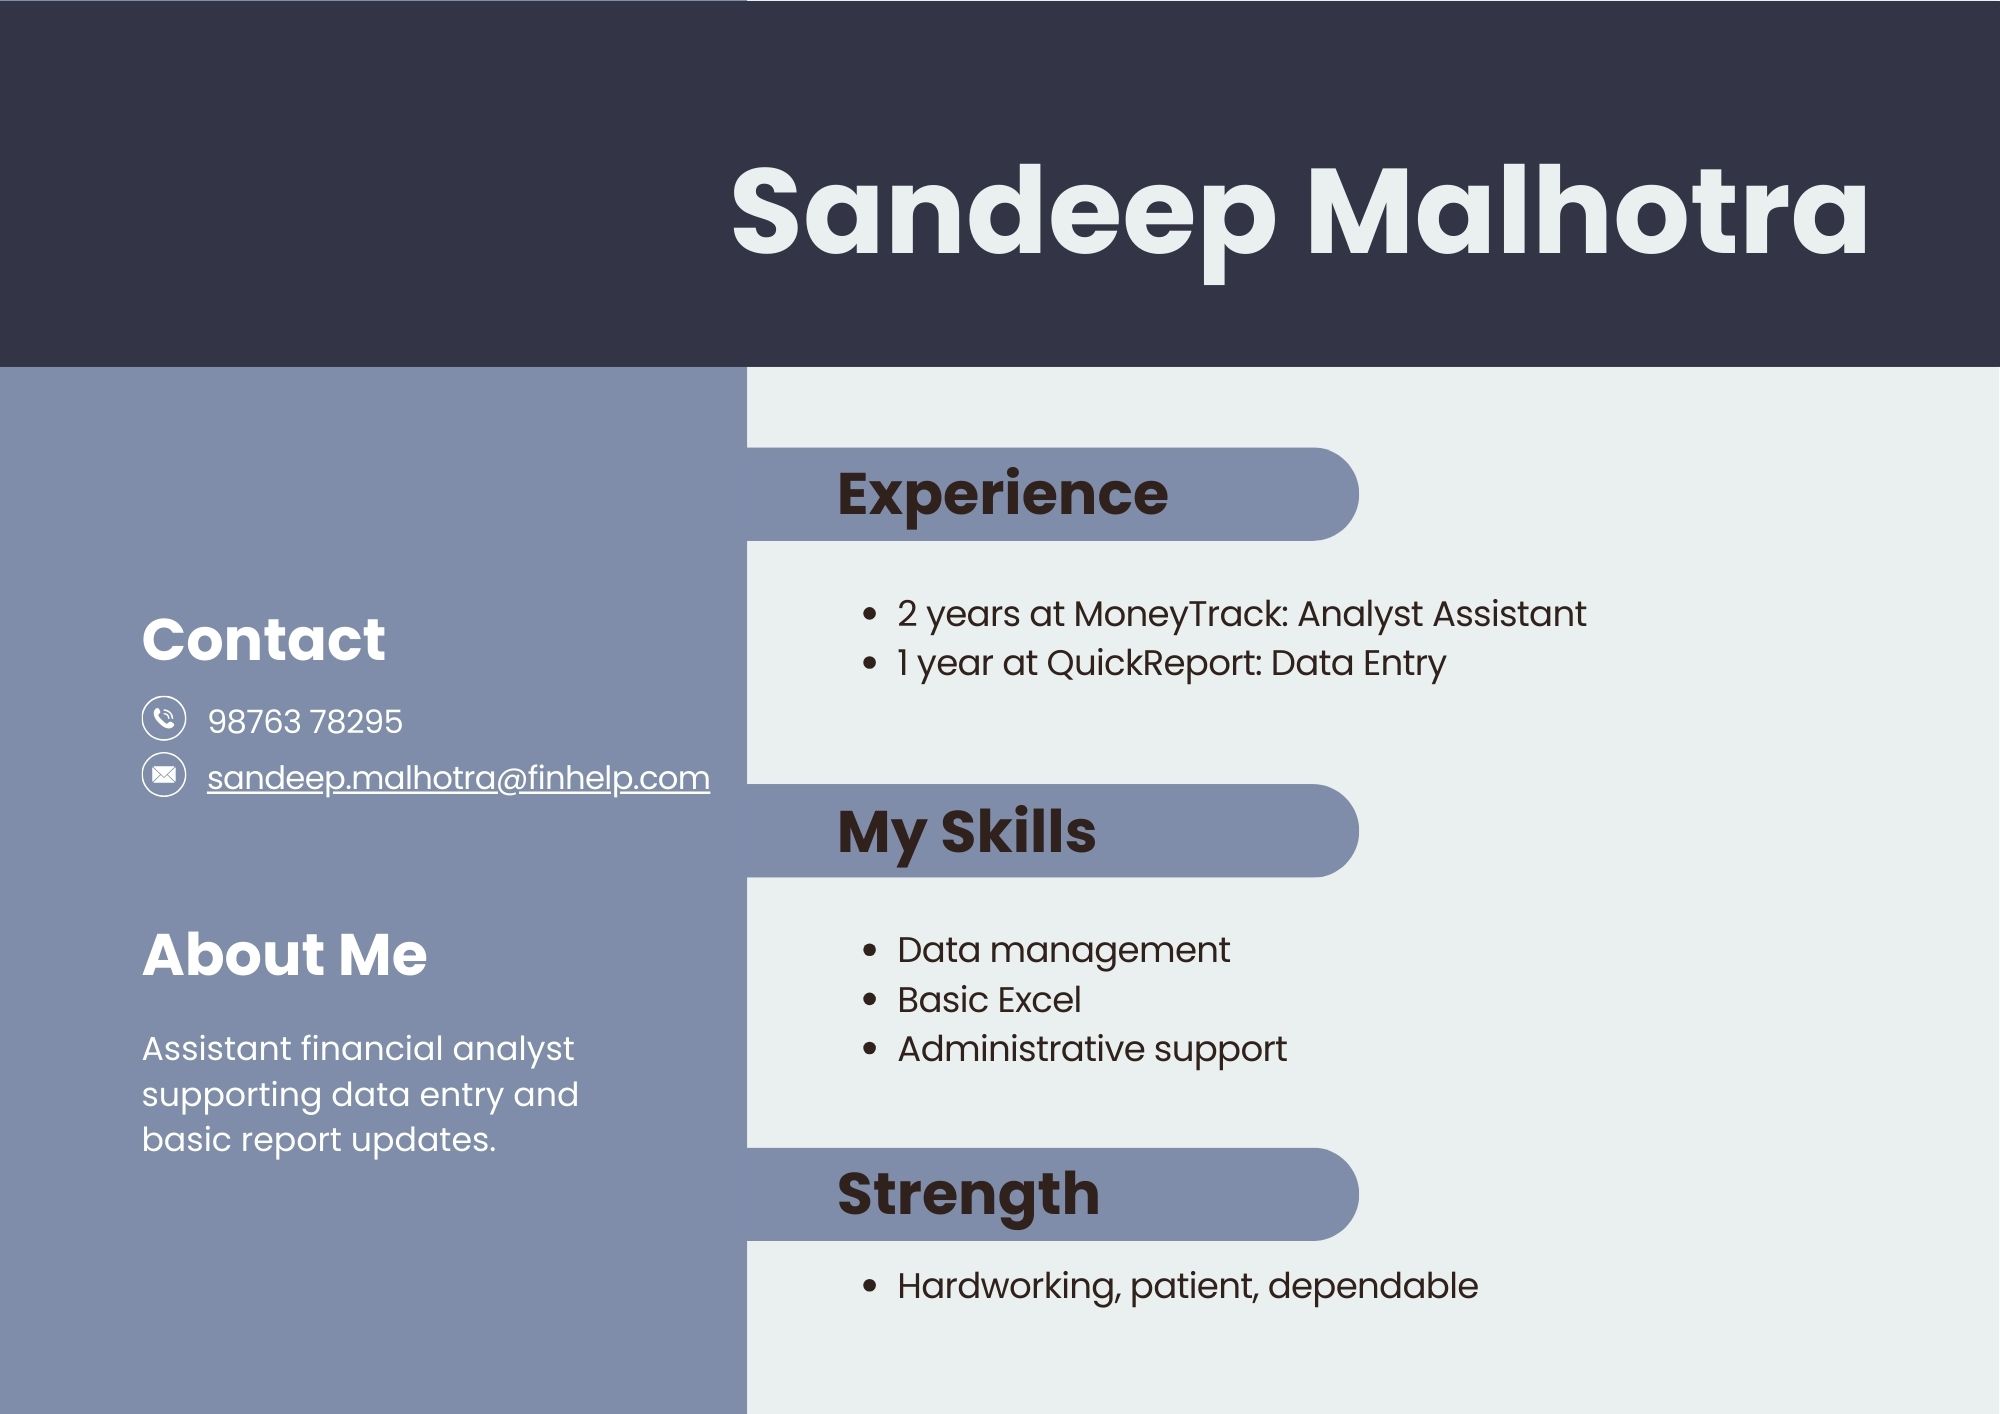 Sandeep Malhotra
Contact
98763 78295
sandeep.malhotra@finhelp.com
About Me
Assistant financial analyst
supporting data entry and
basic report updates.
Experience
• 2 years at MoneyTrack: Analyst Assistant
• 1 year at QuickReport: Data Entry
My Skills
• Data management
• Basic Excel
• Administrative support
Strength
• Hardworking, patient, dependable